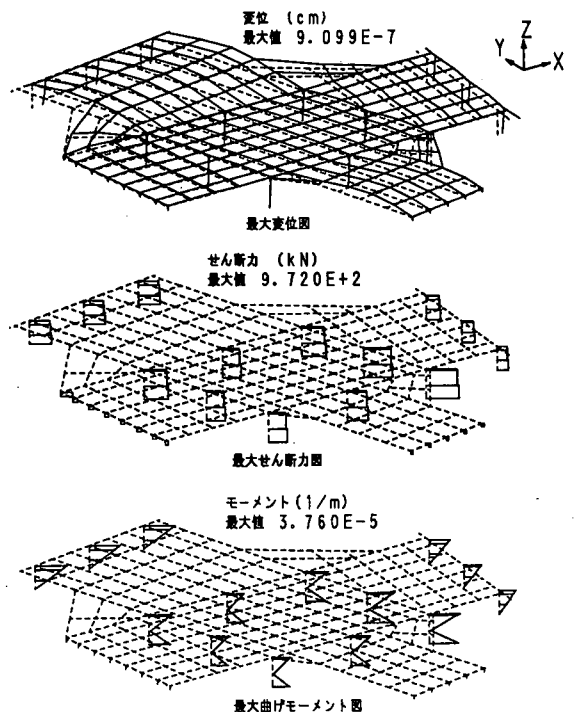 変位 (cm)
最大値 9.099E-7
Z
Y
X
最大変位図
せん断力 (kN)
最大値 9.720E+2
最大せん断力図
モーメント(1/m)
最大値 3.760E-5
最大曲げモーメント図